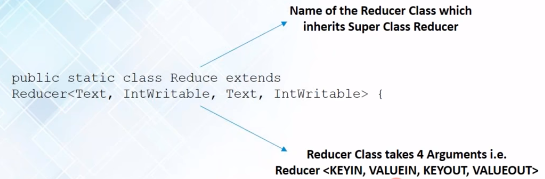 Name of the Reducer Class which
inherits Super Class Reducer
public static class Reduce extends
Reducer<Text, IntWritable, Text, IntWritable> {
Reducer Class takes 4 Arguments i.e.
Reducer <KEYIN, VALUEIN, KEYOUT, VALUEOUT>